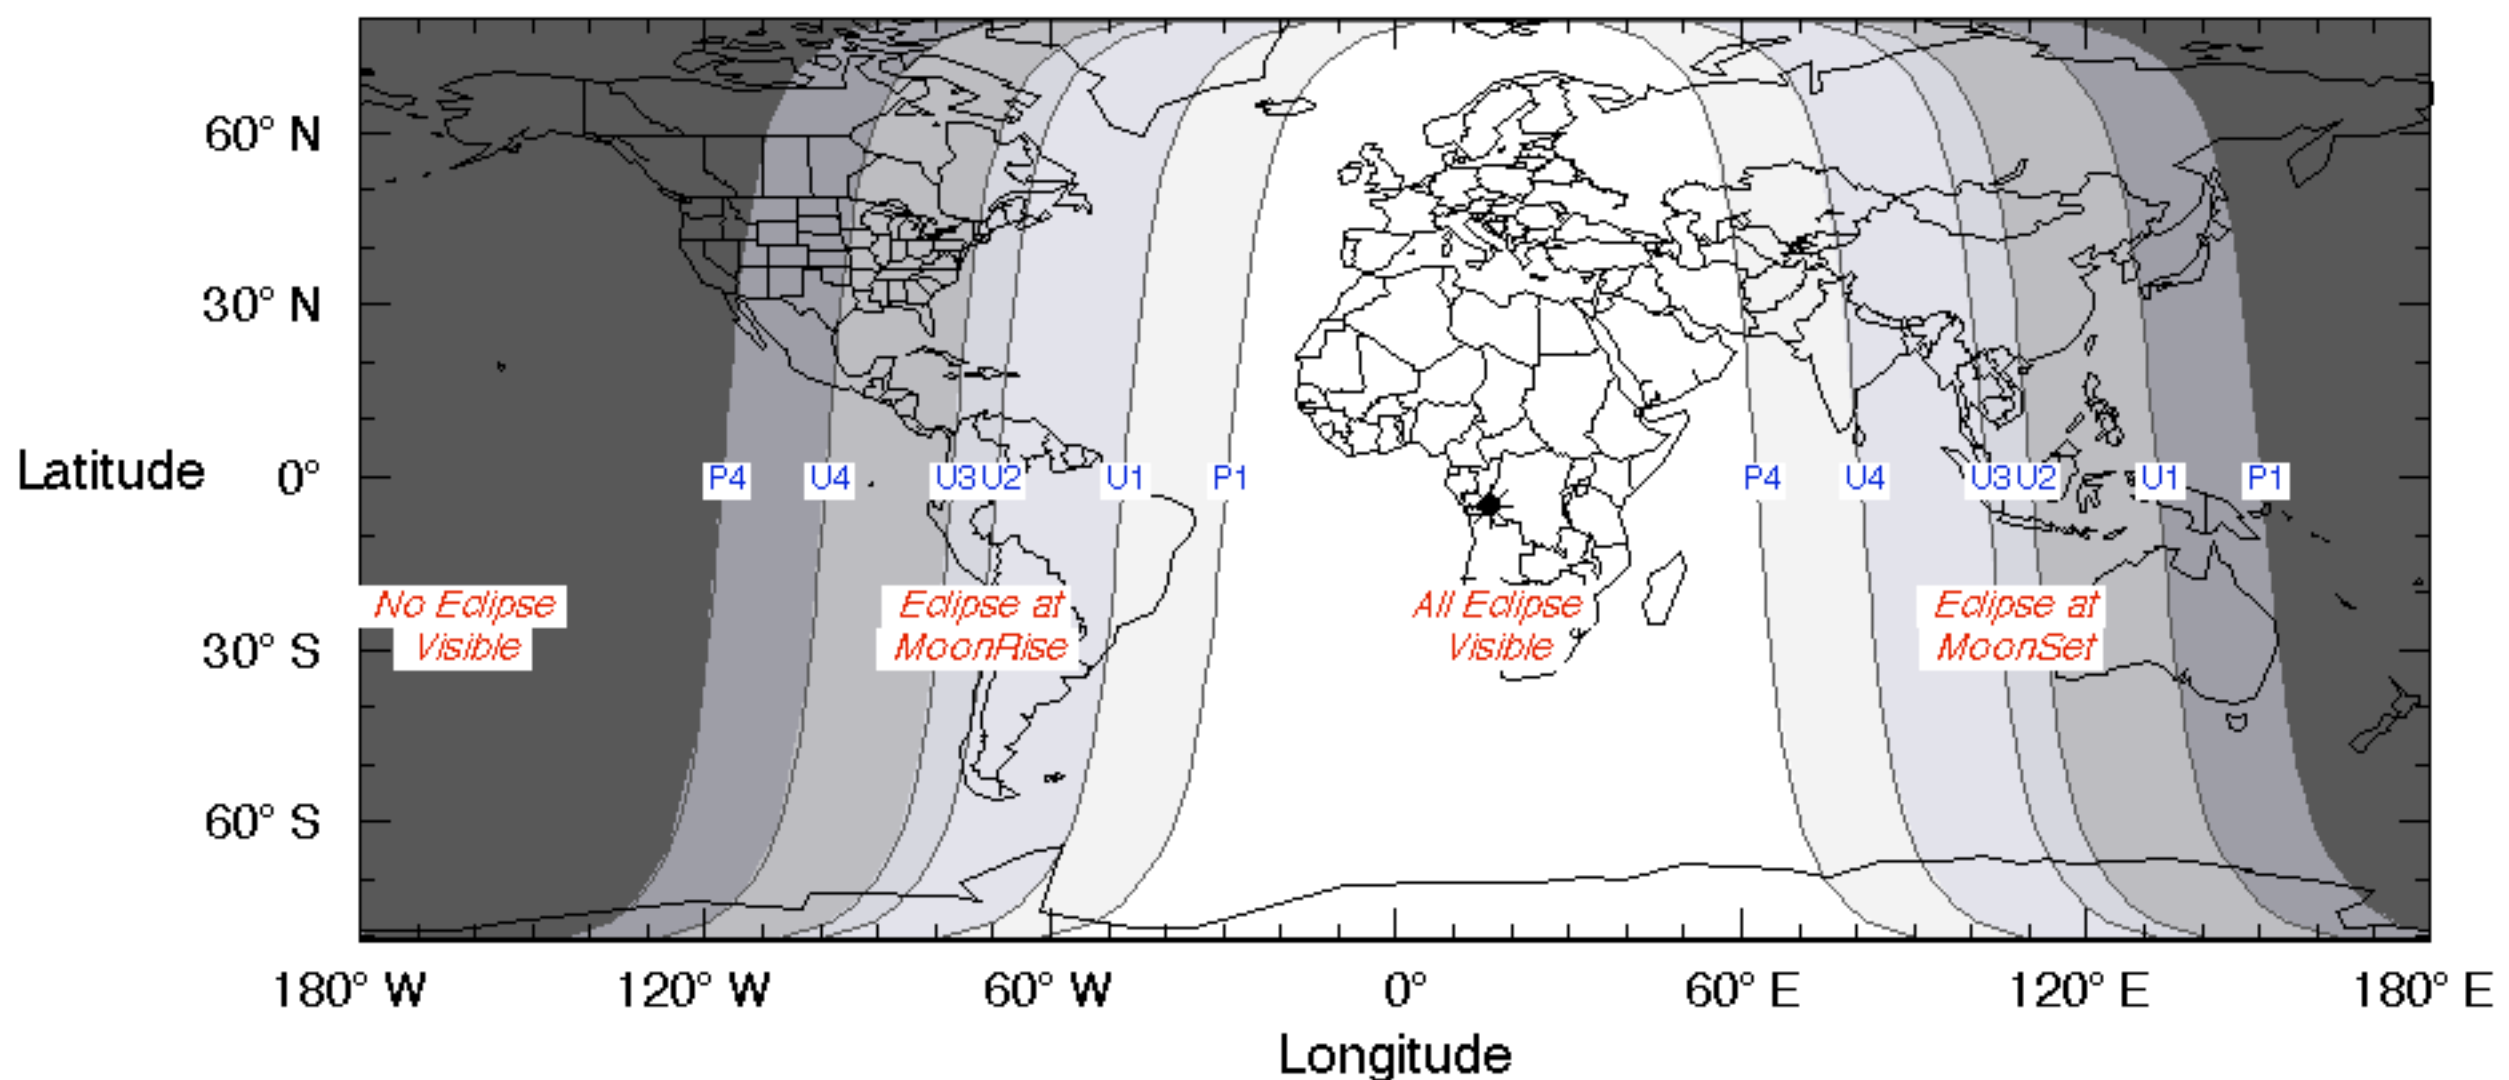 60° N
30° N
Latitude 0°
P4 U4 U3 U2 U1 P1 P4 U4 U3 U2 U1 P1
No Eclipse Visible
Eclipse at MoonRise
All Eclipse Visible
Eclipse at MoonSet
30° S
60° S
180° W 120° W 60° W 0° 60° E 120° E 180° E
Longitude